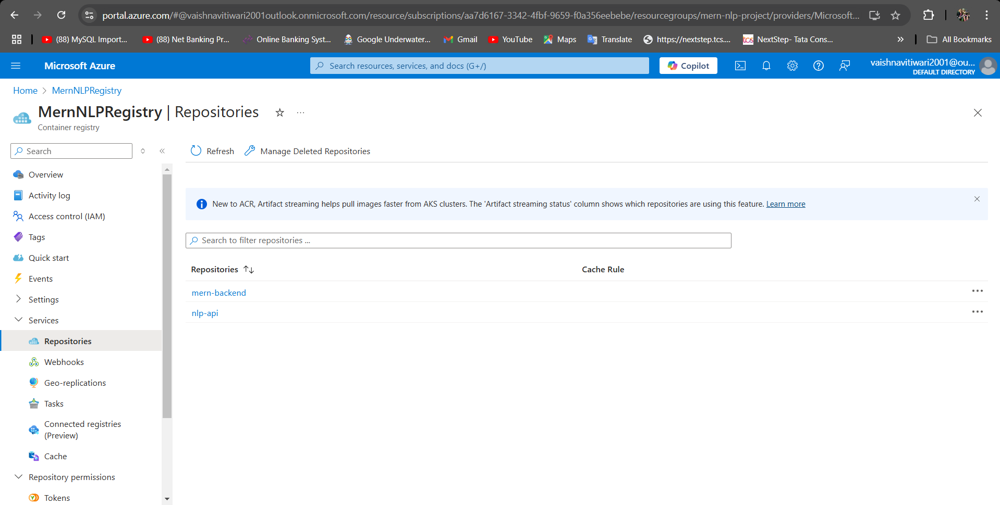 portal.azure.com/#@vaishnavitiwari2001outlook.onmicrosoft.com/resource/subscriptions/aa7d6167-3342-4fbf-9659-f0a356eebebe/resourcegroups/mern-nlp-project/providers/Microsoft...
(88) MySQL Import... (88) Net Banking Pr... Online Banking Syst... Google Underwater... Gmail YouTube Maps Translate https://nextstep.tcs.... NextStep- Tata Cons... » All Bookmarks
Microsoft Azure
Search resources, services, and docs (G+/)
Copilot
vaishnavitiwari2001@ou...
DEFAULT DIRECTORY
Home > MernNLPRegistry
MernNLPRegistry | Repositories
Container registry
Search
Refresh
Manage Deleted Repositories
Overview
Activity log
Access control (IAM)
Tags
Quick start
Events
Settings
Services
Repositories
Webhooks
Geo-replications
Tasks
Connected registries
(Preview)
Cache
Repository permissions
Tokens
New to ACR, Artifact streaming helps pull images faster from AKS clusters. The 'Artifact streaming status' column shows which repositories are using this feature. Learn more
Search to filter repositories ...
Repositories Cache Rule
mern-backend
nlp-api